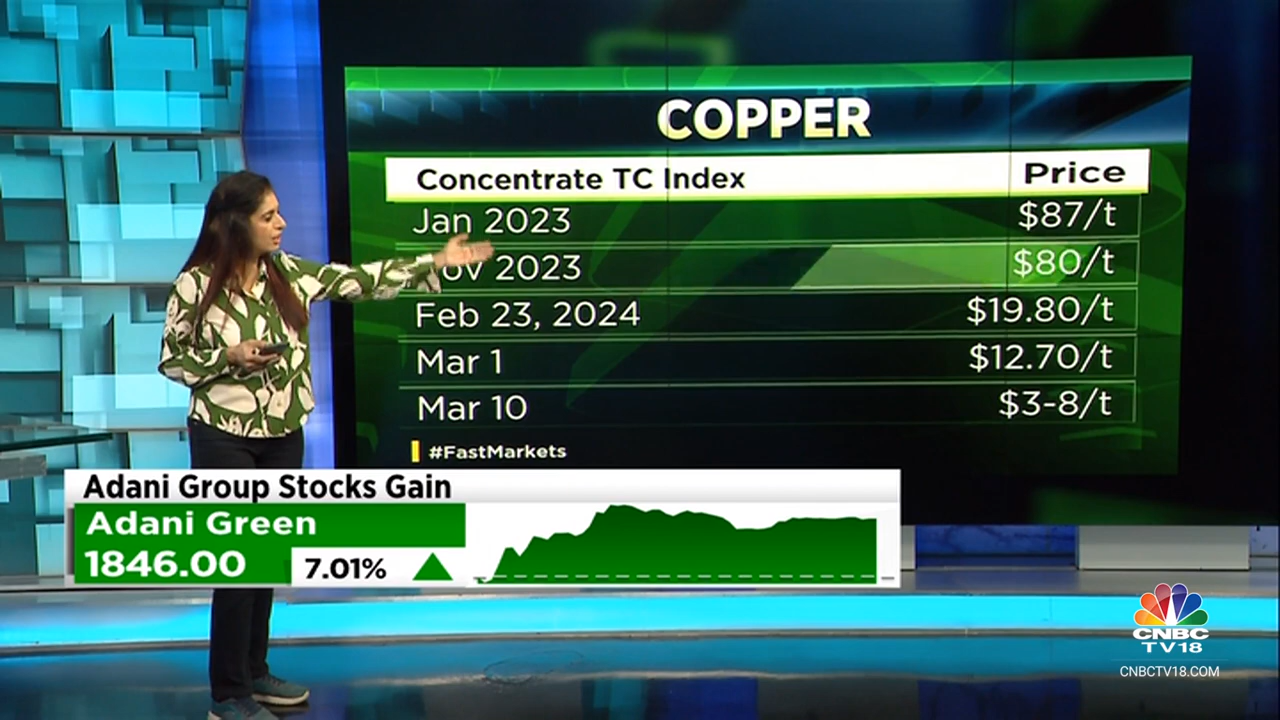 COPPER
Concentrate TC Index Price
Jan 2023 $87/t
ov 2023 $80/t
Feb 23, 2024 $19.80/t
Mar 1 $12.70/t
Mar 10 $3-8/t
#FastMarkets
Adani Group Stocks Gain
Adani Green
1846.00 7.01%
CNBC
TV18
CNBCTV18.COM